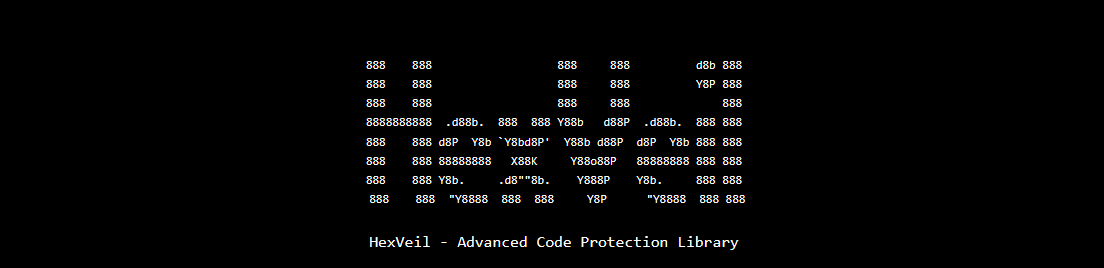 888    888                   888     888          d8b 888
888    888                   888     888          Y8P 888
888    888                   888     888              888
8888888888  .d88b.  888  888 Y88b   d88P  .d88b.  888 888
888    888 d8P  Y8b `Y8bd8P'  Y88b d88P  d8P  Y8b 888 888
888    888 88888888   X88K     Y88o88P   88888888 888 888
888    888 Y8b.     .d8""8b.    Y888P    Y8b.     888 888
888    888  "Y8888  888  888     Y8P      "Y8888  888 888
HexVeil - Advanced Code Protection Library